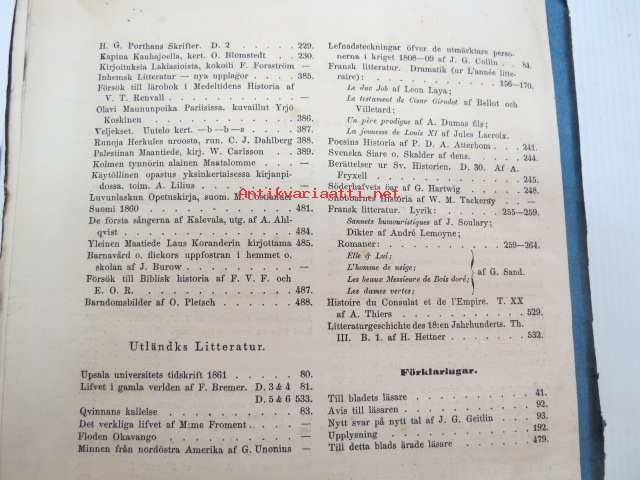 H. G. Porthans Skrifter. D. 2 . . . . . 229.
Kapina Kauhajoella, kert. O. Blomstedt . . . 230.
Kirjoituksia Lakiasioista, kokoili F. Forsström —
Inhemsk Litteratur — nya upplagor . . . 385.
Försök till lärobok i Medeltidens Historia af
V. T. Renvall . . . . . . . . . —
Olavi Maununpoika Pariisissa. kuvaillut Yrjö
Koskinen . . . . . . . . . 386.
Veljekset. Uutelo kert. —b—b—s . . . . 387.
Runoja Herkules uroosta, run. C. J. Dahlberg 388.
Palestinan Maantiede, kirj. W. Carlsson . . 389.
Kolmen tynnörin alainen Maatalomme . . . —
Käytöllinen opastus yksinkertaisessa kirjanpi-
dossa. toim. A. Lilius . . . . . . —
Luvunlaskun Opetuskirja, suom. M. Costiander —
Suomi 1860 . . . . . . . . . 481.
De första sångerna af Kalevala, utg. af A. Ahl-
qvist . . . . . . . . . . 484.
Yleinen Maatiede Laus Koranderin kirjottama 485.
Barnavård o. flickors uppfostran i hemmet o.
skolan af J. Burow . . . . . . . —
Försök till Biblisk historia af F. V. F. och
E. O. R. . . . . . . . . . 487.
Barndomsbilder af O. Pletsch . . . . . 488.
Utländks Litteratur.
Upsala universitets tidskrift 1861 . . . . 80.
Lifvet i gamla verlden af F. Bremer. D. 3 & 4 81.
D. 5 & 6 533.
Qvinnans kallelse . . . . . . . . 83.
Det verkliga lifvet af M:me Froment . . . . —
Floden Okavango . . . . . . . . —
Minnen från nordöstra Amerika af G. Unonius —
Lefnadsteckningar öfver de utmärktare perso-
nerna i kriget 1808—09 af J. G. Collin . . 84.
Fransk litteratur. Dramatik (ur L'année litte-
raire): . . . . . . . . 156—170.
Le duc Job af Leon Laya;
Le testament de César Girodot af Bellot och
Villetard;
Un père prodigue af A. Dumas fils;
La jeunesse de Louis XI af Jules Lacroix.
Poesins Historia af P. D. A. Atterbom . . . 241.
Svenska Siare o. Skalder af dens. . . . . 244.
Berättelser ur Sv. Historien. D. 30. Af A.
Fryxell . . . . . . . . . 245.
Söderhafvets öar af G. Hartwig . . . . . 248.
Snobbarnes Historia af W. M. Tackersy . . —
Fransk litteratur. Lyrik: . . . . . 255—259.
Sonnets humouristiques af J. Soulary;
Dikter af André Lemoyne;
Romaner: . . . . . . . . 259—264.
Elle & Lui;
L'homme de neige;
Les beaux Messieurs de Bois doré; af G. Sand.
Les dames vertes;
Histoire du Consulat et de l'Empire. T. XX
af A. Thiers . . . . . . . . 529.
Litteraturgeschichte des 18:en Jahrhunderts. Th.
III. B. 1. af H. Hettner . . . . . 532.
Förklaringar.
Till bladets läsare . . . . . . . . 41.
Avis till läsaren . . . . . . . . 92.
Nytt svar på nytt tal af J. G. Geitlin . . . 93.
Upplysning . . . . . . . . . 192.
Till detta blads ärade läsare . . . . . 479.
Antikvariaatti.net